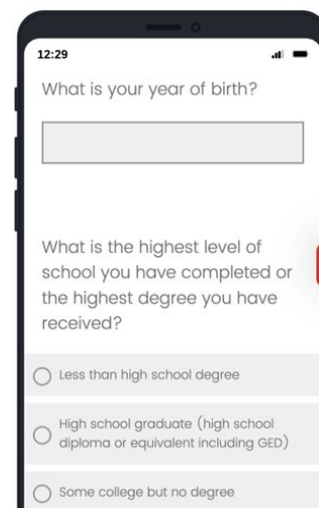 12:29
What is your year of birth?
What is the highest level of
school you have completed or
the highest degree you have
received?
Less than high school degree
High school graduate (high school
diploma or equivalent including GED)
Some college but no degree